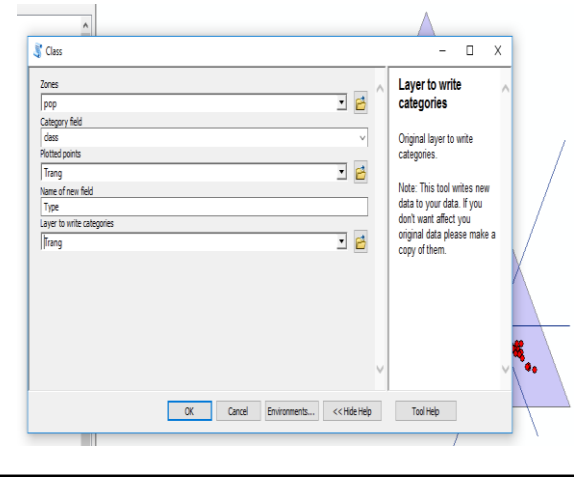 Class
Zones
pop
Category field
class
Plotted points
Trang
Name of new field
Type
Layer to write categories
Trang
Layer to write
categories
Original layer to write
categories.
Note: This tool writes new
data to your data. If you
don't want affect you
original data please make a
copy of them.
OK
Cancel
Environments...
<< Hide Help
Tool Help